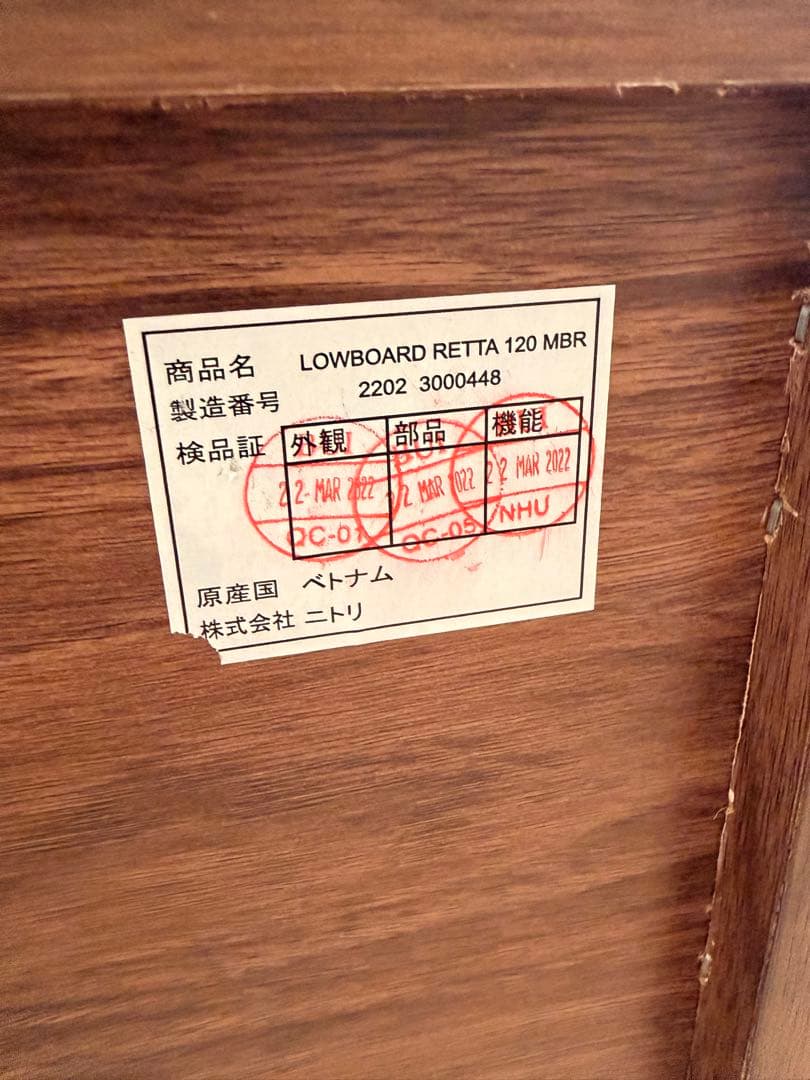 商品名 LOWBOARD RETTA 120 MBR
製造番号 2202 3000448
検品証 外観 部品 機能
22 MAR 2022 22 MAR 2022 22 MAR 2022
QC-01 QC-05 NHU
原産国 ベトナム
株式会社 ニトリ